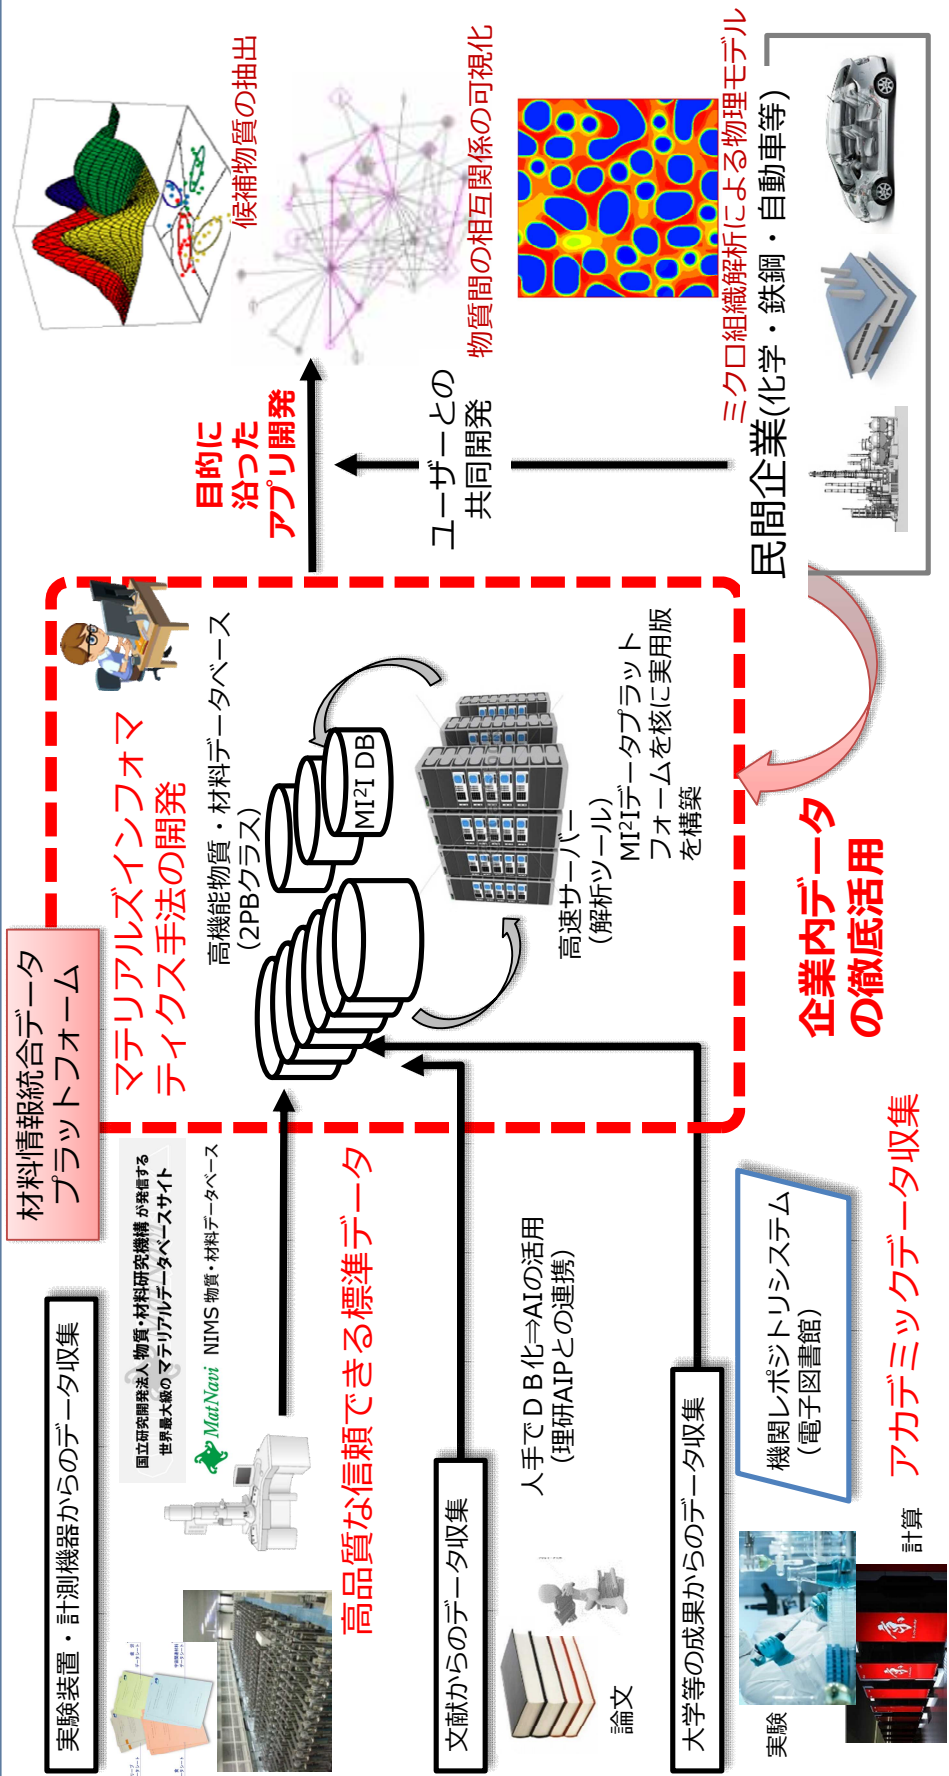 材料情報統合データ
プラットフォーム
実験装置・計測機器からのデータ収集
国立研究開発法人 物質・材料研究機構 が発信する
世界最大級の マテリアルデータベースサイト
MatNavi NIMS 物質・材料データベース
高品質な信頼できる標準データ
文献からのデータ収集
人手でＤＢ化⇒AIの活用
(理研AIPとの連携)
論文
大学等の成果からのデータ収集
機関レポジトリシステム
（電子図書館）
実験
計算
アカデミックデータ収集
マテリアルズインフォマ
ティクス手法の開発
高機能物質・材料データベース
(2PBクラス)
MI²I DB
高速サーバー
（解析ツール）
MI²Iデータプラット
フォームを核に実用版
を構築
企業内データ
の徹底活用
目的に
沿った
アプリ開発
ユーザーとの
共同開発
候補物質の抽出
物質間の相互関係の可視化
ミクロ組織解析による物理モデル
民間企業(化学・鉄鋼・自動車等)